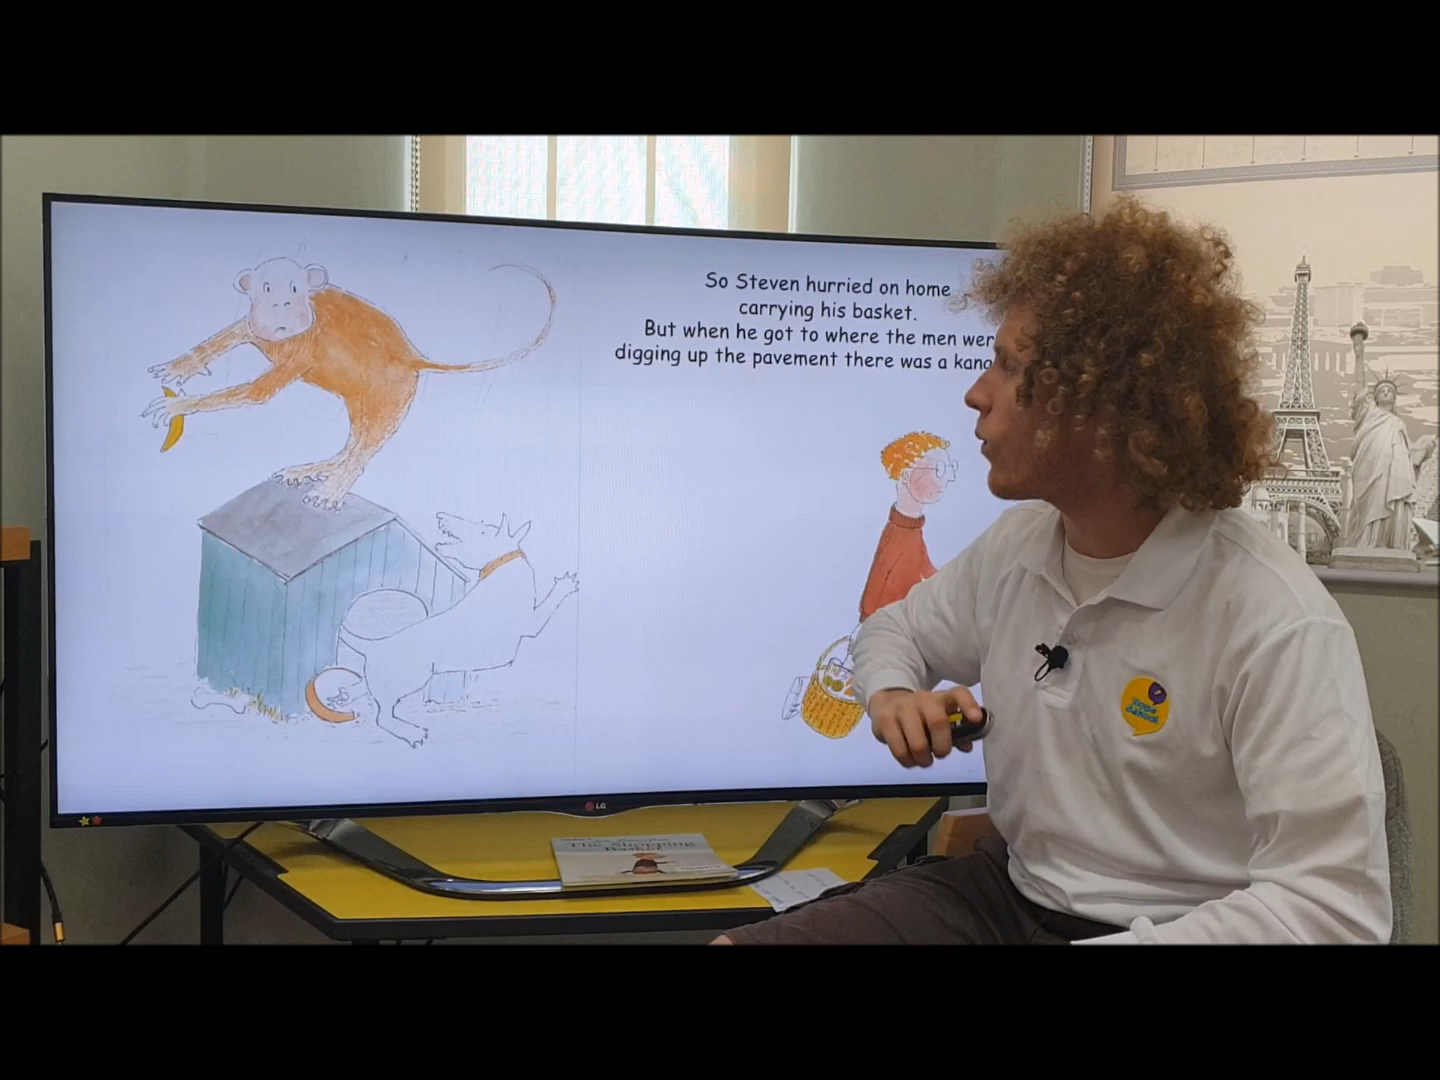 So Steven hurried on home
carrying his basket.
But when he got to where the men wer
digging up the pavement there was a kang
LG
The Shopping
Basket